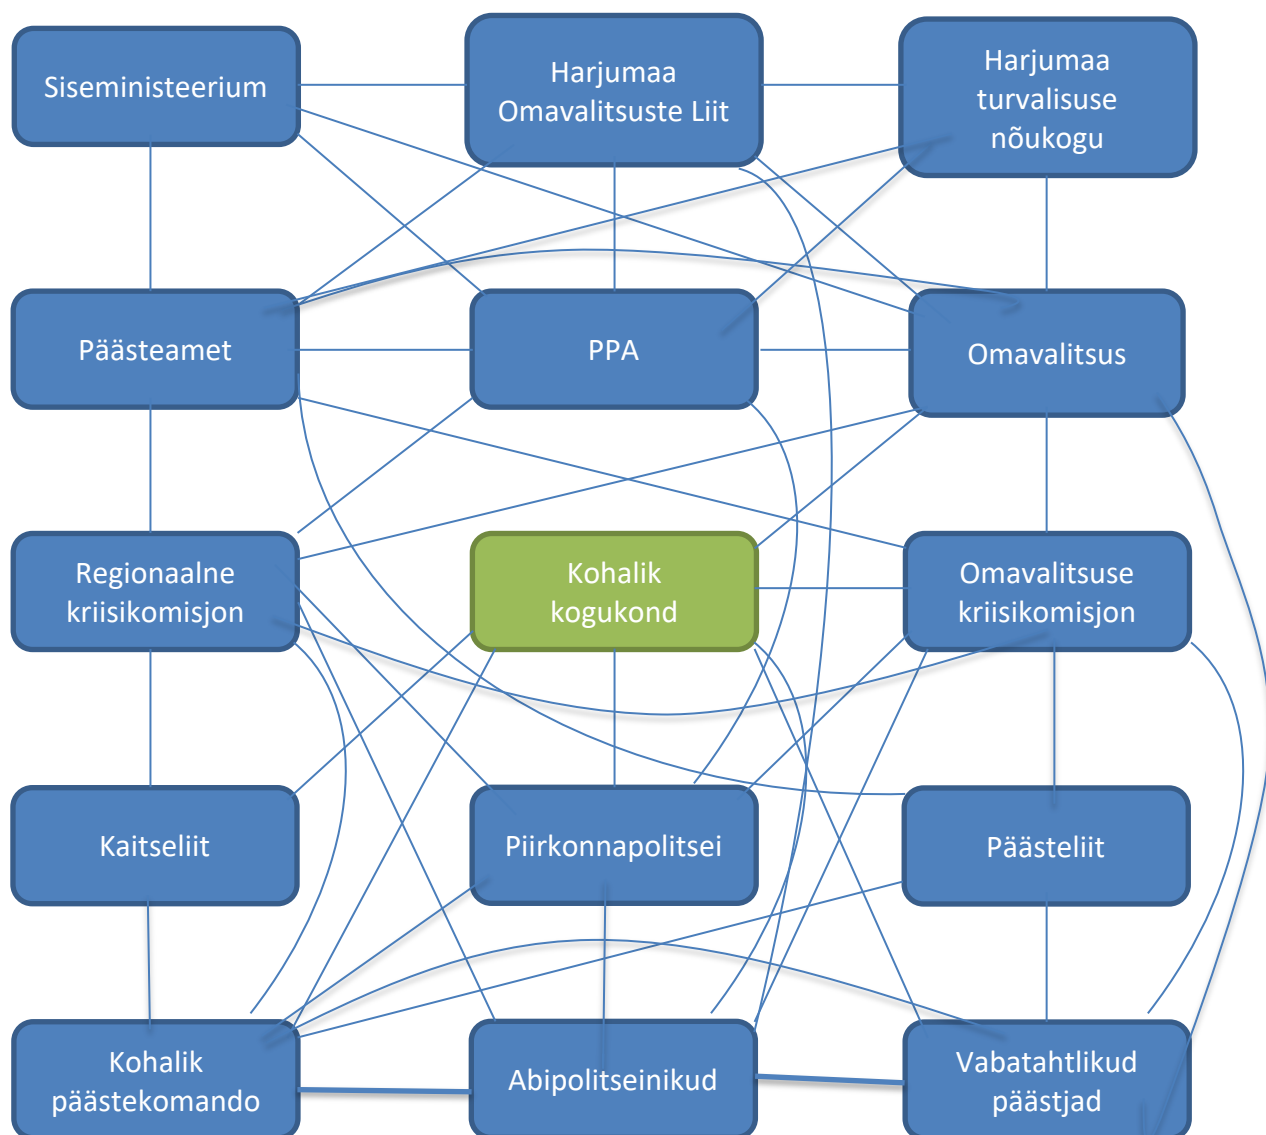 Siseministeerium
Harjumaa
Omavalitsuste Liit
Harjumaa
turvalisuse
nõukogu
Päästeamet
PPA
Omavalitsus
Regionaalne
kriisikomisjon
Kohalik
kogukond
Omavalitsuse
kriisikomisjon
Kaitseliit
Piirkonnapolitsei
Päästeliit
Kohalik
päästekomando
Abipolitseinikud
Vabatahtlikud
päästjad